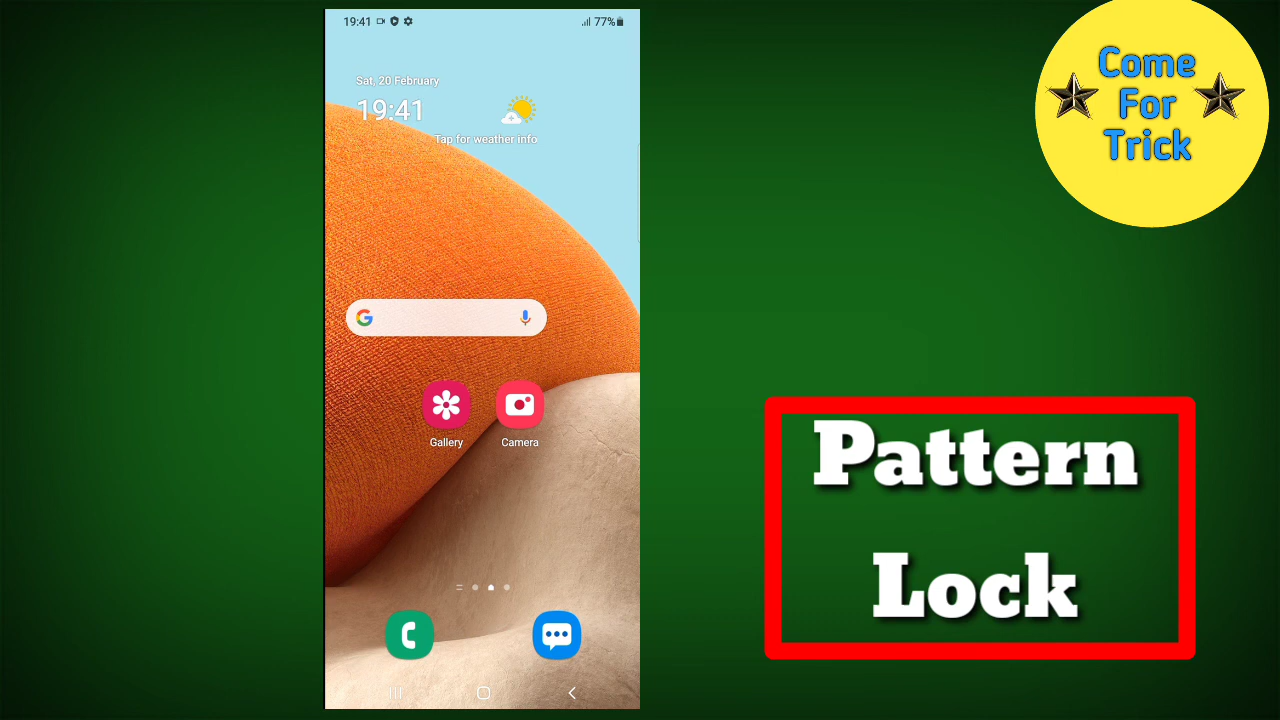 19:41
77%
Sat, 20 February
19:41
Tap for weather info
Gallery
Camera
Come
For
Trick
Pattern
Lock